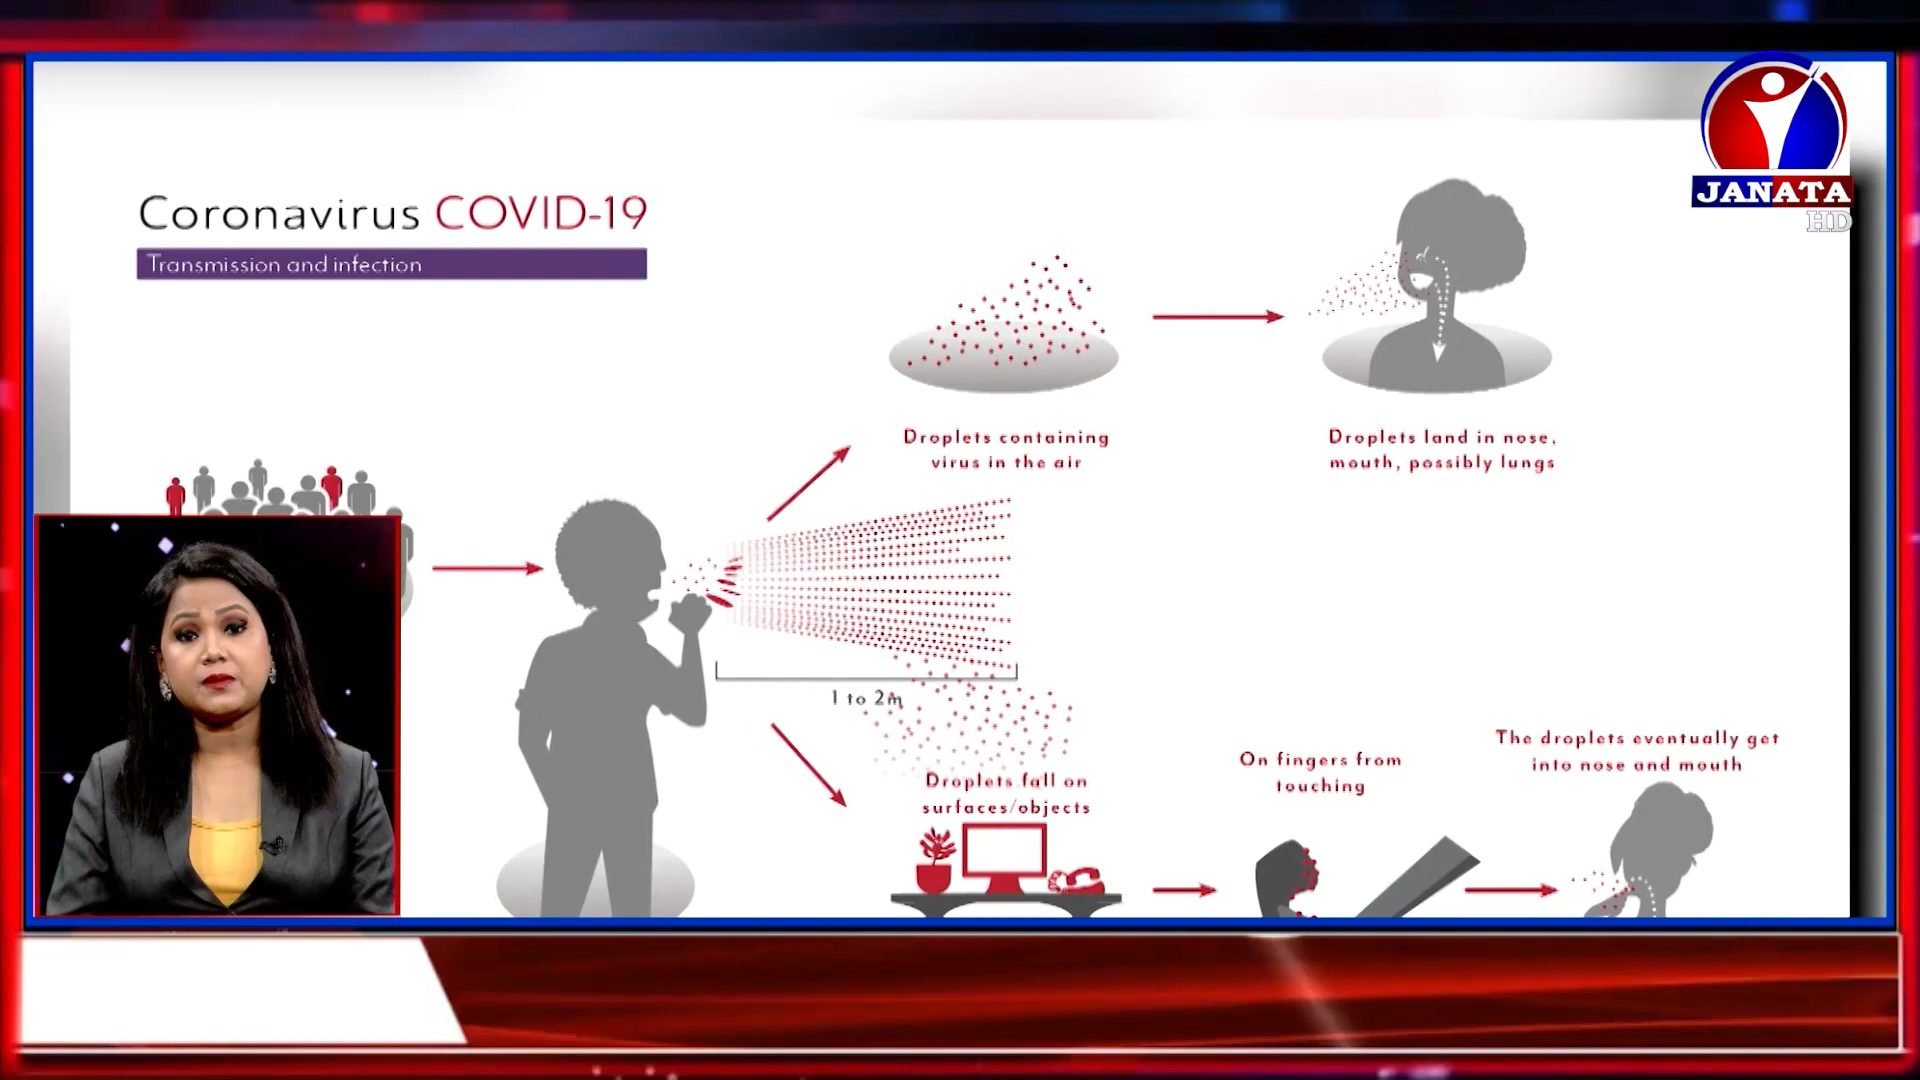 JANATA
HD
Coronavirus COVID-19
Transmission and infection
Droplets containing
virus in the air
Droplets land in nose,
mouth, possibly lungs
1 to 2m
Droplets fall on
surfaces/objects
On fingers from
touching
The droplets eventually get
into nose and mouth